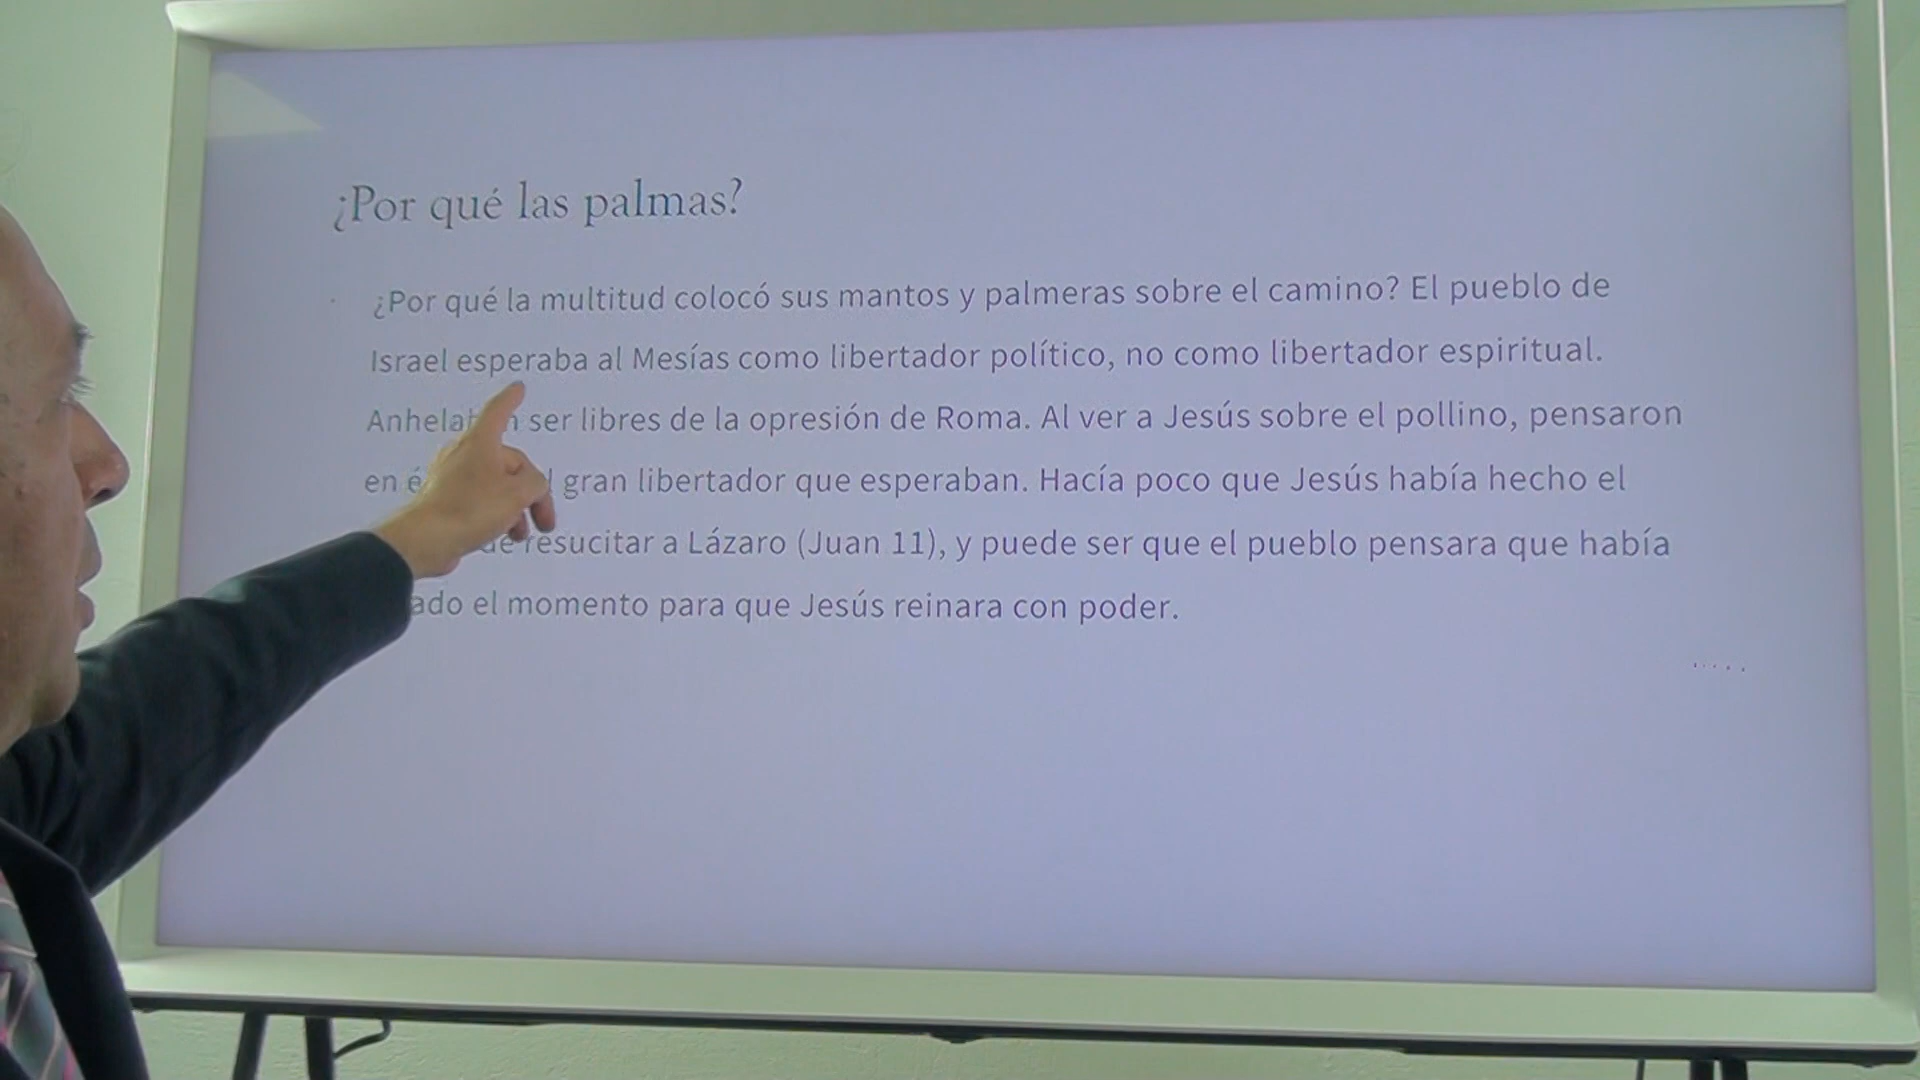 ¿Por qué las palmas?
¿Por qué la multitud colocó sus mantos y palmeras sobre el camino? El pueblo de
Israel esperaba al Mesías como libertador político, no como libertador espiritual.
ser libres de la opresión de Roma. Al ver a Jesús sobre el pollino, pensaron
en gran libertador que esperaban. Hacía poco que Jesús había hecho el
de resucitar a Lázaro (Juan 11), y puede ser que el pueblo pensara que había
el momento para que Jesús reinara con poder.